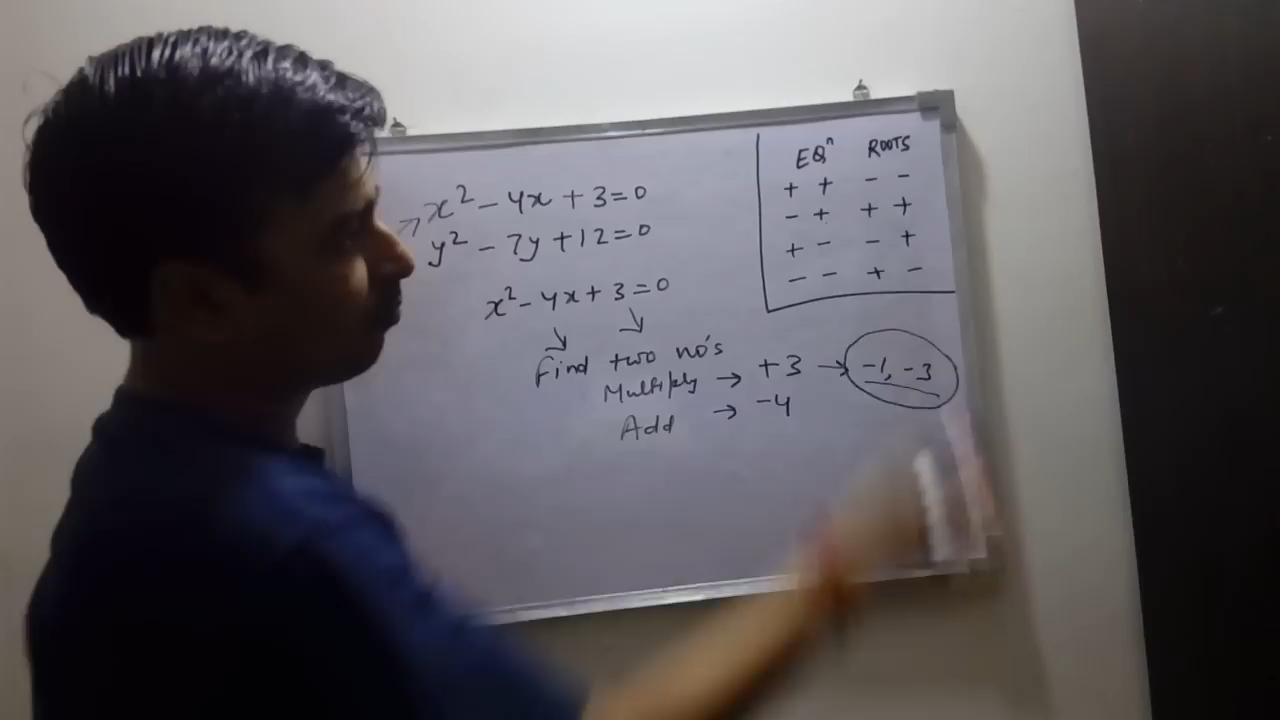 x² - 4x + 3 = 0
y² - 7y + 12 = 0
x² - 4x + 3 = 0
Find two no's
Multiply → +3 → -1, -3
Add → -4
EQⁿ ROOTS
+ + - -
- + + +
+ - - +
- - + -